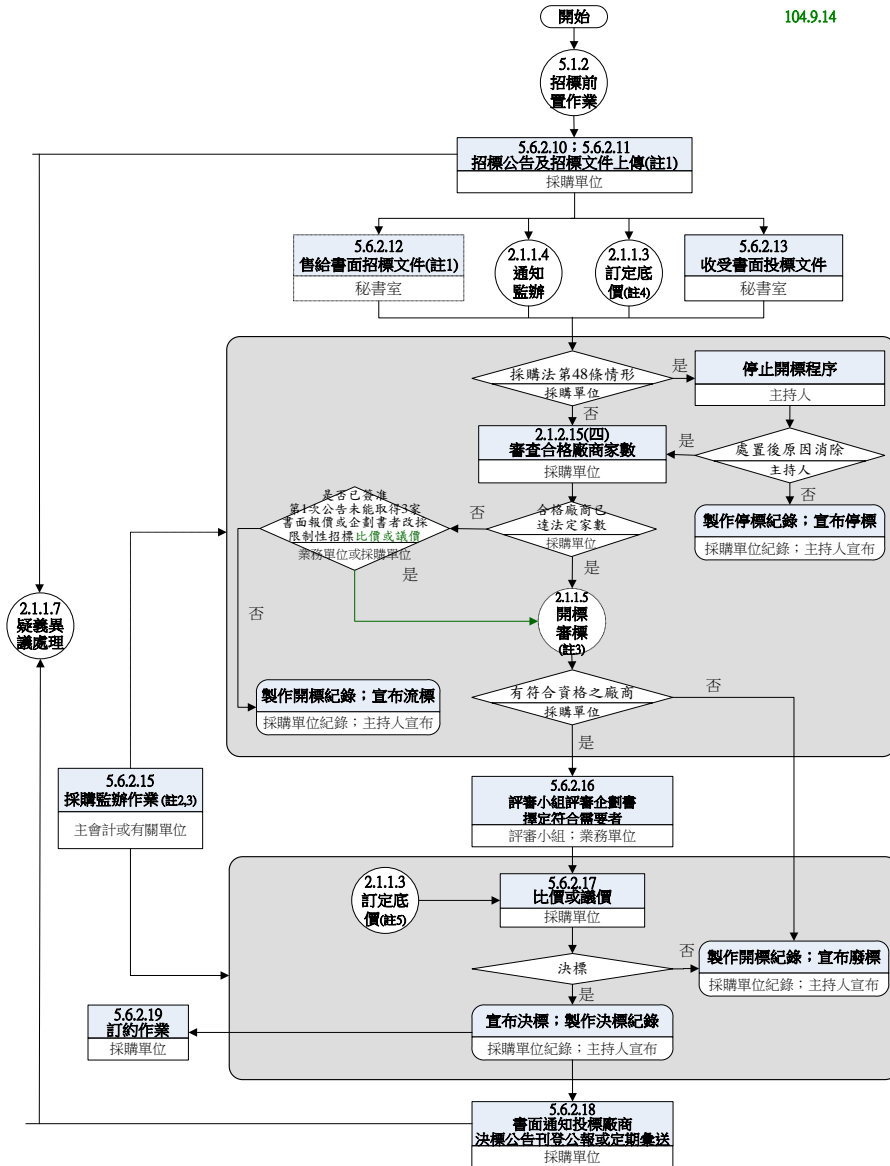 開始
104.9.14
5.1.2
招標前
置作業
5.6.2.10；5.6.2.11
招標公告及招標文件上傳(註1)
採購單位
5.6.2.12
售給書面招標文件(註1)
秘書室
2.1.1.4
通知
監辦
2.1.1.3
訂定底
價(註4)
5.6.2.13
收受書面投標文件
秘書室
採購法第48條情形
採購單位
是
否
停止開標程序
主持人
2.1.2.15(四)
審查合格廠商家數
採購單位
是
處置後原因消除
主持人
否
製作停標紀錄；宣布停標
採購單位紀錄；主持人宣布
是否已簽准
第1次公告未能取得3家
書面報價或企劃書者改採
限制性招標比價或議價
業務單位或採購單位
否
合格廠商已
達法定家數
採購單位
是
是
否
2.1.1.5
開標
審標
(註3)
2.1.1.7
疑義異
議處理
製作開標紀錄；宣布流標
採購單位紀錄；主持人宣布
有符合資格之廠商
採購單位
否
是
5.6.2.15
採購監辦作業(註2,3)
主會計或有關單位
5.6.2.16
評審小組評審企劃書
擇定符合需要者
評審小組；業務單位
2.1.1.3
訂定底
價(註5)
5.6.2.17
比價或議價
採購單位
決標
否
是
製作開標紀錄；宣布廢標
採購單位紀錄；主持人宣布
5.6.2.19
訂約作業
採購單位
宣布決標；製作決標紀錄
採購單位紀錄；主持人宣布
5.6.2.18
書面通知投標廠商
決標公告刊登公報或定期彙送
採購單位